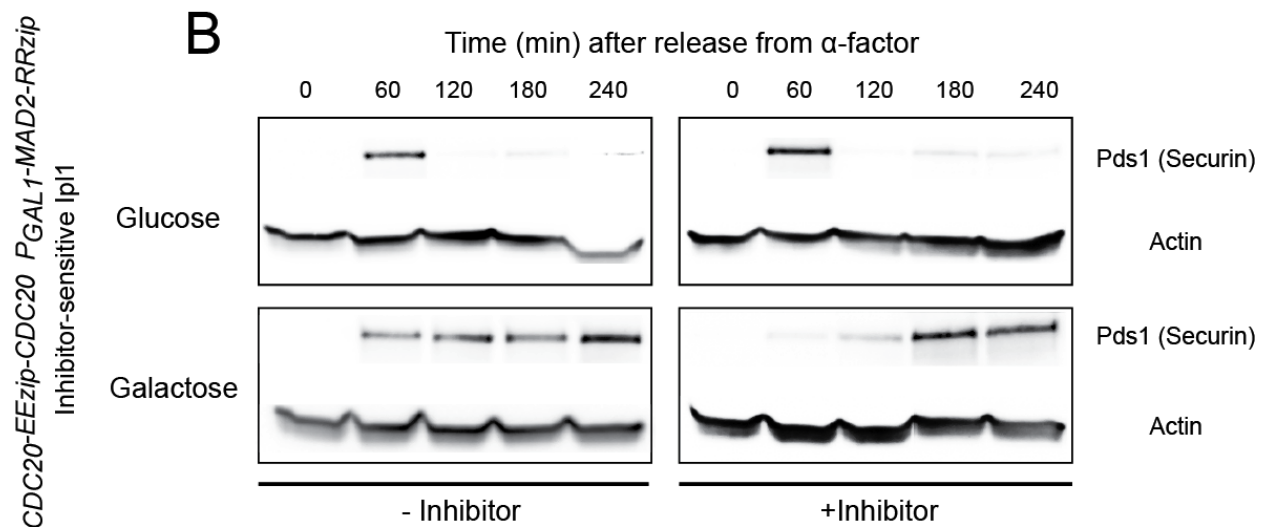 B
CDC20-EEzip-CDC20 PGAL1-MAD2-RRzip
Inhibitor-sensitive Ipl1
Time (min) after release from α-factor
0 60 120 180 240 0 60 120 180 240
Glucose
Pds1 (Securin)
Actin
Galactose
Pds1 (Securin)
Actin
- Inhibitor +Inhibitor